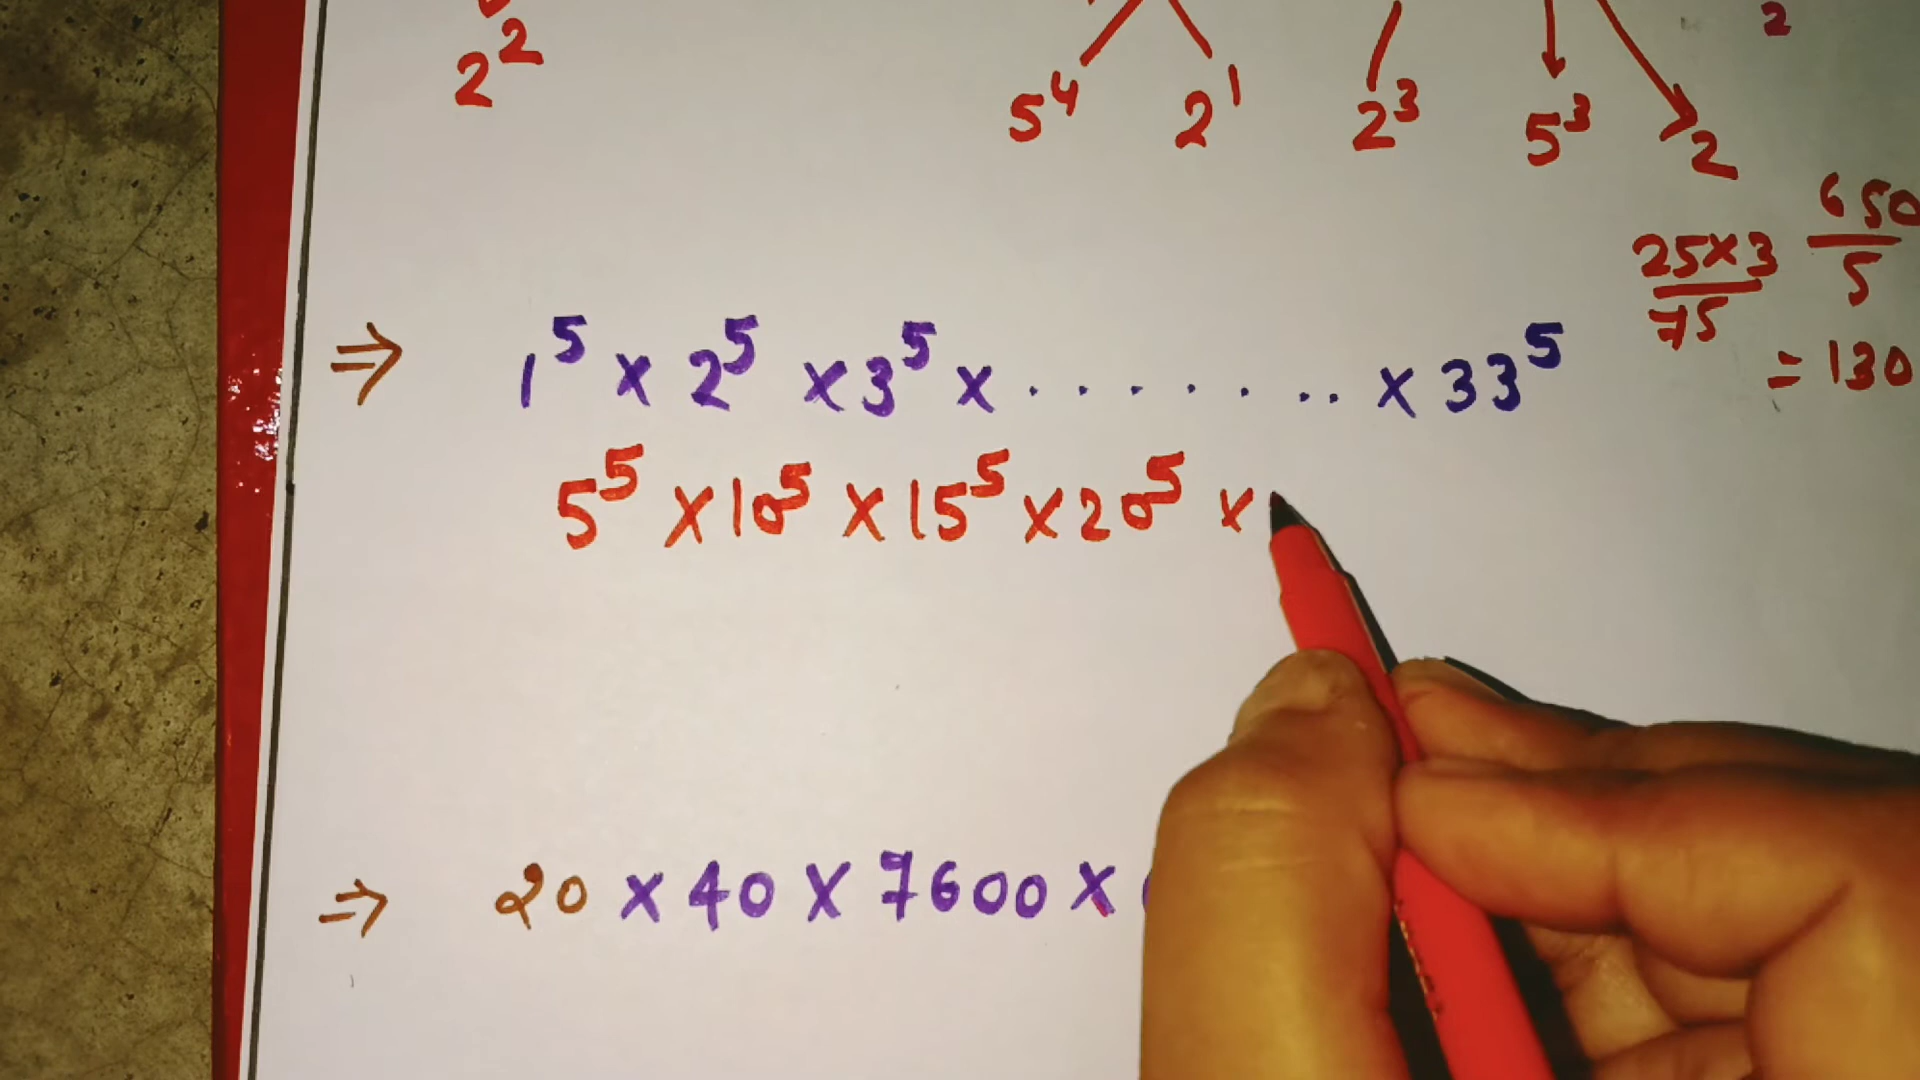 2²
5⁴ 2¹ 2³ 5³ 2
2
25×3
75
650
5
= 130
⇒ 1⁵ × 2⁵ × 3⁵ × . . . . . . . × 33⁵
5⁵ × 10⁵ × 15⁵ × 20⁵ ×
⇒ 20 × 40 × 7600 ×